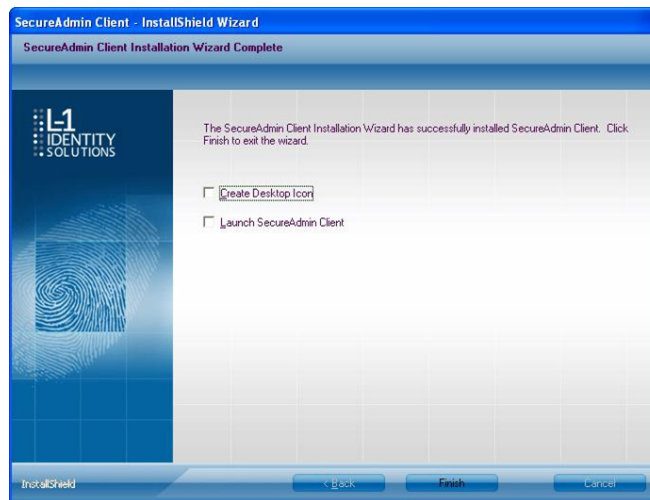 SecureAdmin Client - InstallShield Wizard
SecureAdmin Client Installation Wizard Complete
L-1
IDENTITY
SOLUTIONS
The SecureAdmin Client Installation Wizard has successfully installed SecureAdmin Client. Click
Finish to exit the wizard.
Create Desktop Icon
Launch SecureAdmin Client
InstallShield
< Back
Finish
Cancel